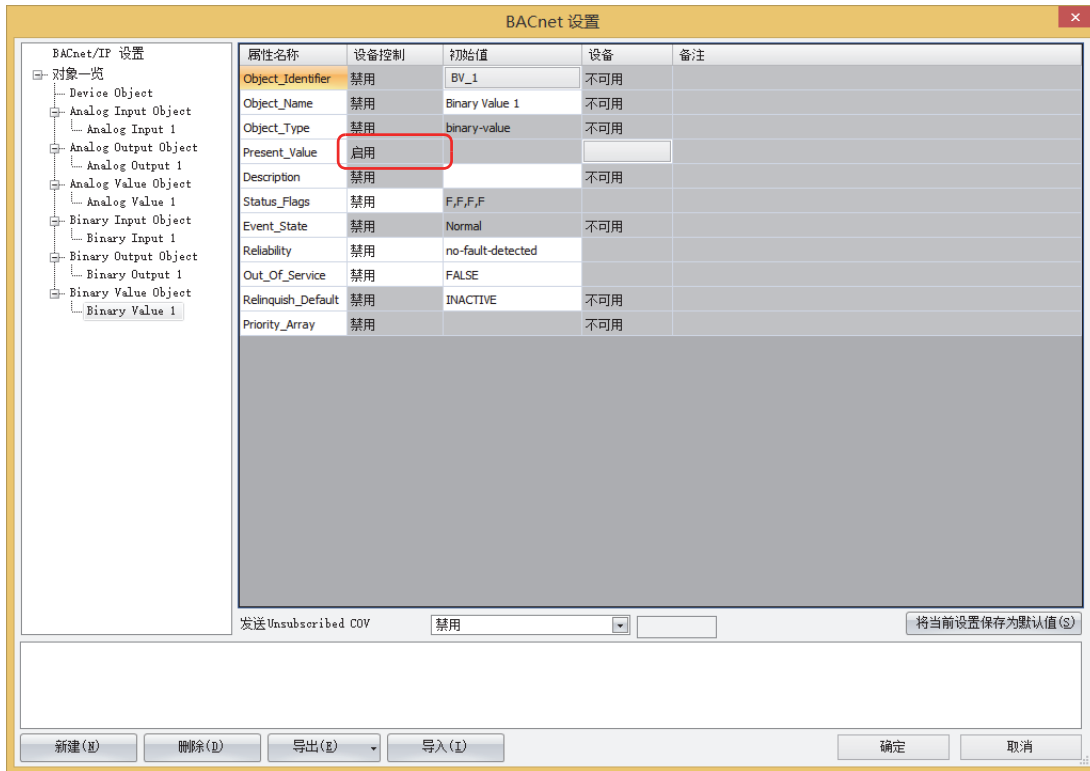 BACnet 设置
BACnet/IP 设置
对象一览
Device Object
Analog Input Object
Analog Input 1
Analog Output Object
Analog Output 1
Analog Value Object
Analog Value 1
Binary Input Object
Binary Input 1
Binary Output Object
Binary Output 1
Binary Value Object
Binary Value 1
属性名称 设备控制 初始值 设备 备注
Object_Identifier 禁用 BV_1 不可用
Object_Name 禁用 Binary Value 1 不可用
Object_Type 禁用 binary-value 不可用
Present_Value 启用
Description 禁用 不可用
Status_Flags 禁用 F,F,F,F
Event_State 禁用 Normal 不可用
Reliability 禁用 no-fault-detected
Out_Of_Service 禁用 FALSE
Relinquish_Default 禁用 INACTIVE 不可用
Priority_Array 禁用 不可用
发送Unsubscribed COV 禁用 将当前设置保存为默认值(S)
新建(N) 删除(D) 导出(E) 导入(I) 确定 取消